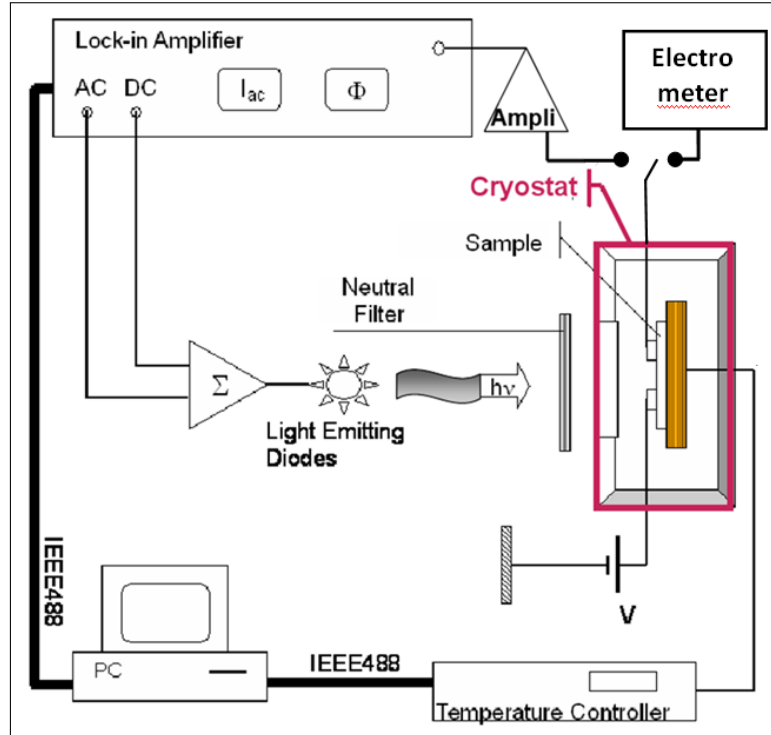 Lock-in Amplifier
AC DC
I_ac
Φ
Ampli
Electro
meter
Cryostat
Sample
Neutral
Filter
Σ
hν
Light Emitting
Diodes
V
IEEE488
PC
IEEE488
Temperature Controller